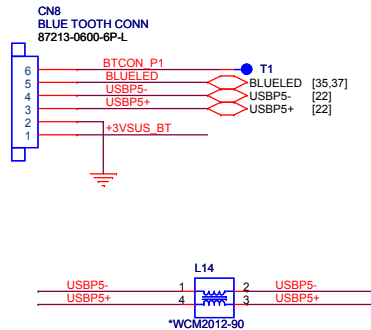 CN8
BLUE TOOTH CONN
87213-0600-6P-L
6 BTCON_P1 T1
5 BLUELED BLUELED [35,37]
4 USBP5- USBP5- [22]
3 USBP5+ USBP5+ [22]
2
1 +3VSUS_BT
L14
USBP5- 1 2 USBP5-
USBP5+ 4 3 USBP5+
*WCM2012-90